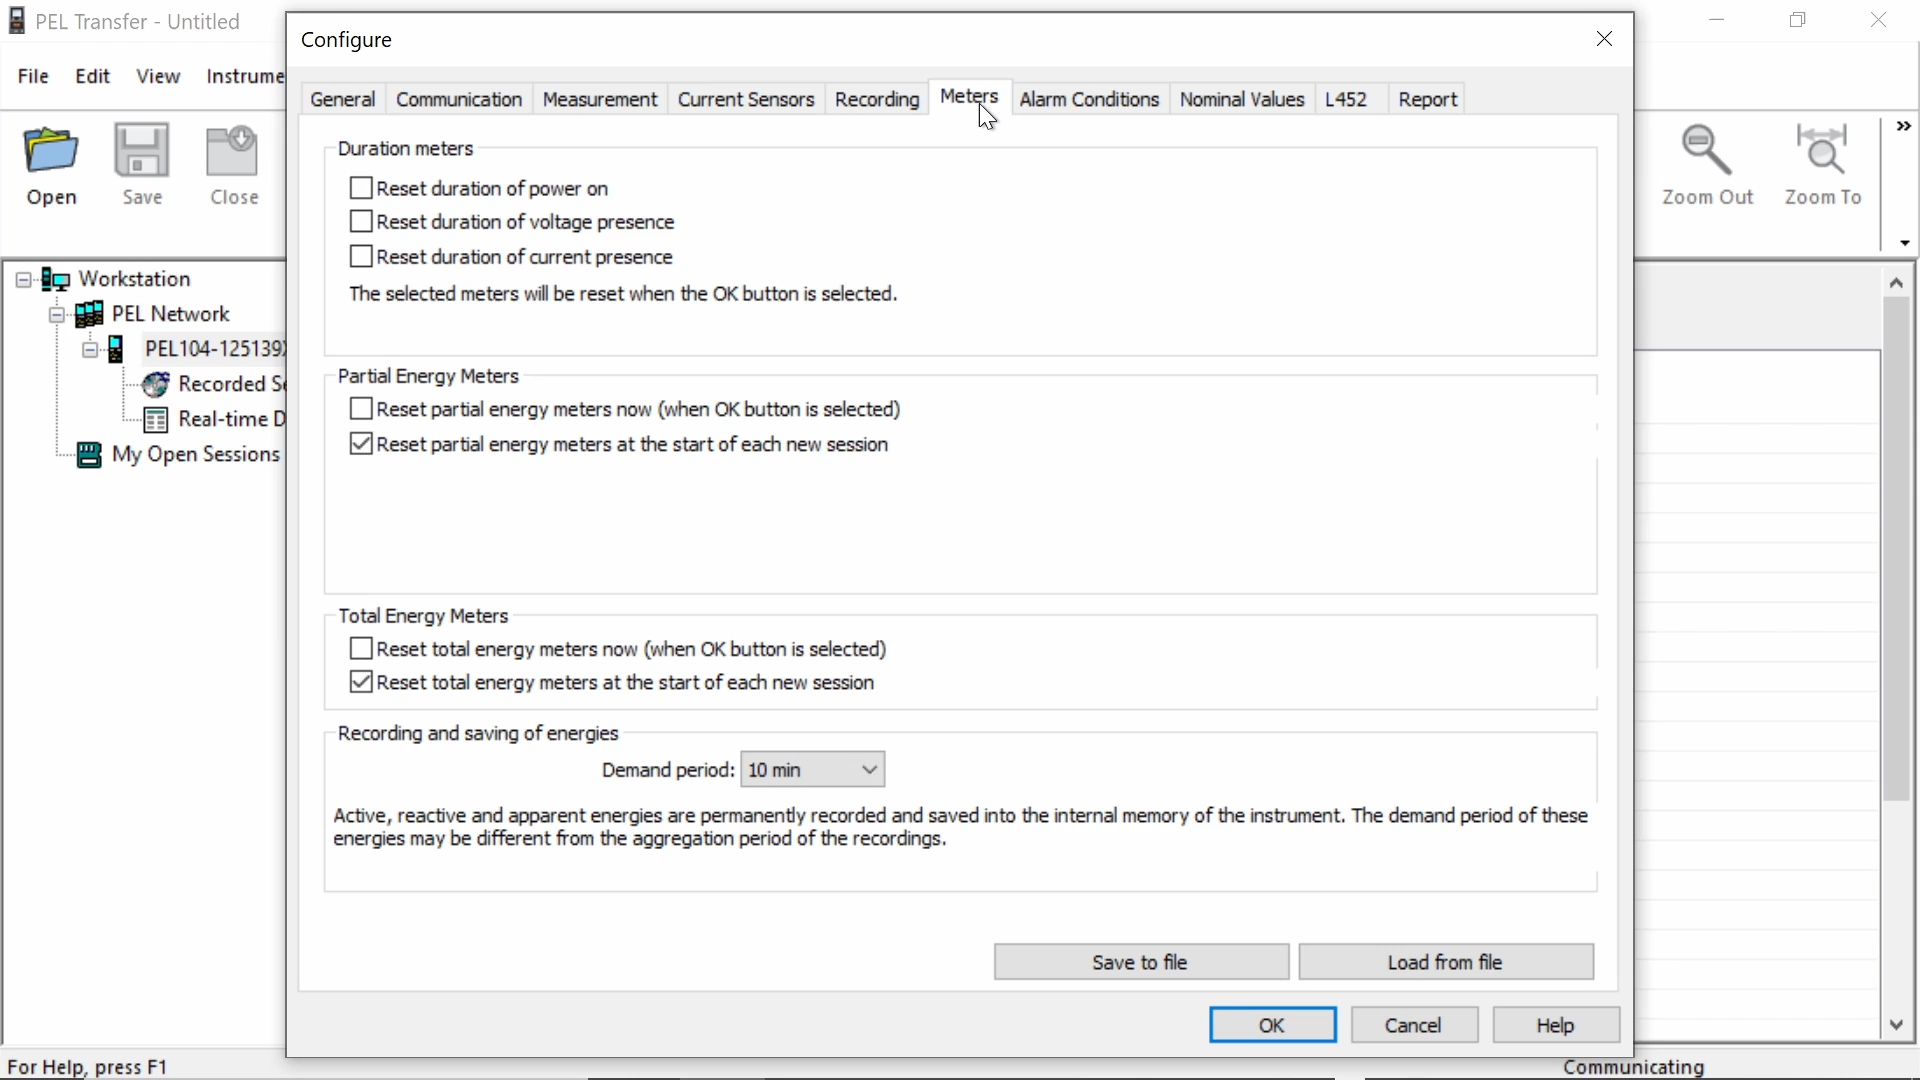 PEL Transfer - Untitled
File Edit View Instrume
Open Save Close
Zoom Out Zoom To
Workstation
PEL Network
PEL104-125139
Recorded Se
Real-time D
My Open Sessions
Configure
General Communication Measurement Current Sensors Recording Meters Alarm Conditions Nominal Values L452 Report
Duration meters
Reset duration of power on
Reset duration of voltage presence
Reset duration of current presence
The selected meters will be reset when the OK button is selected.
Partial Energy Meters
Reset partial energy meters now (when OK button is selected)
Reset partial energy meters at the start of each new session
Total Energy Meters
Reset total energy meters now (when OK button is selected)
Reset total energy meters at the start of each new session
Recording and saving of energies
Demand period: 10 min
Active, reactive and apparent energies are permanently recorded and saved into the internal memory of the instrument. The demand period of these
energies may be different from the aggregation period of the recordings.
Save to file Load from file
OK Cancel Help
For Help, press F1
Communicating